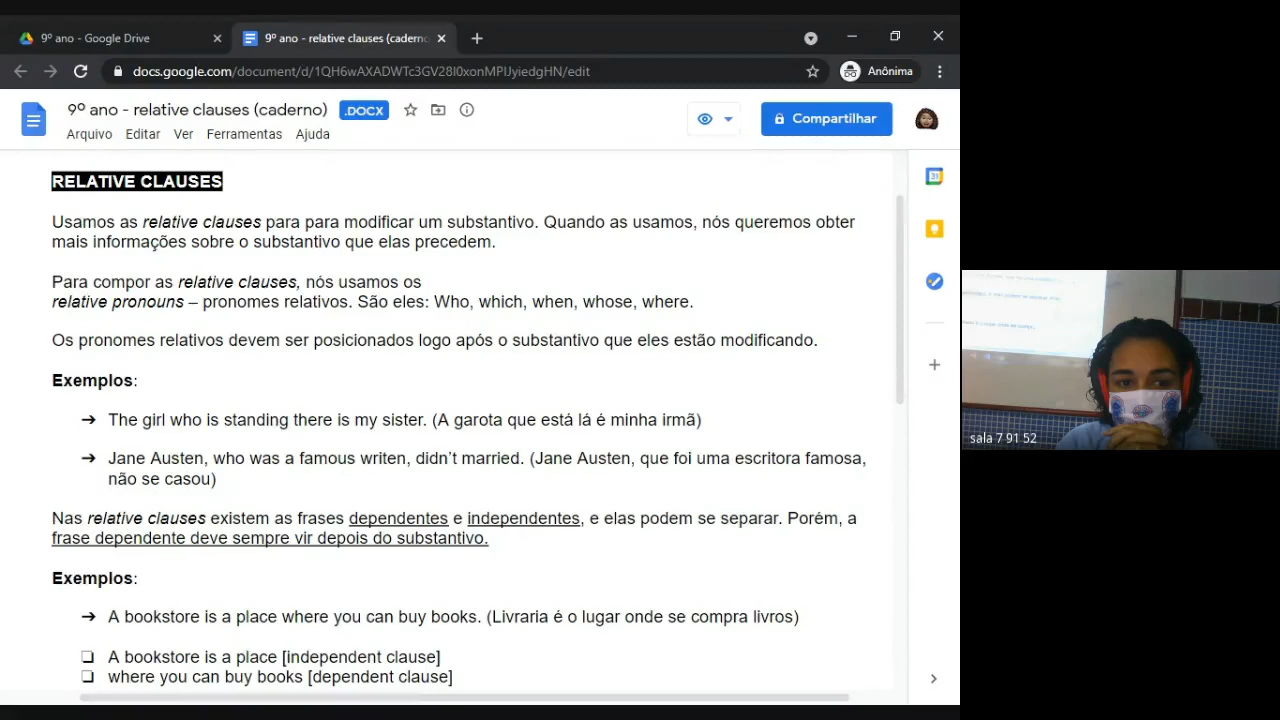 9º ano - Google Drive
9º ano - relative clauses (caderno
docs.google.com/document/d/1QH6wAXADWTc3GV28I0xonMPIJyiedgHN/edit
Anônima
9º ano - relative clauses (caderno)
.DOCX
Compartilhar
Arquivo Editar Ver Ferramentas Ajuda
31
RELATIVE CLAUSES
Usamos as relative clauses para para modificar um substantivo. Quando as usamos, nós queremos obter
mais informações sobre o substantivo que elas precedem.
Para compor as relative clauses, nós usamos os
relative pronouns – pronomes relativos. São eles: Who, which, when, whose, where.
Os pronomes relativos devem ser posicionados logo após o substantivo que eles estão modificando.
Exemplos:
➔ The girl who is standing there is my sister. (A garota que está lá é minha irmã)
➔ Jane Austen, who was a famous writen, didn’t married. (Jane Austen, que foi uma escritora famosa,
não se casou)
Nas relative clauses existem as frases dependentes e independentes, e elas podem se separar. Porém, a
frase dependente deve sempre vir depois do substantivo.
Exemplos:
➔ A bookstore is a place where you can buy books. (Livraria é o lugar onde se compra livros)
❏ A bookstore is a place [independent clause]
❏ where you can buy books [dependent clause]
sala 7 91 52